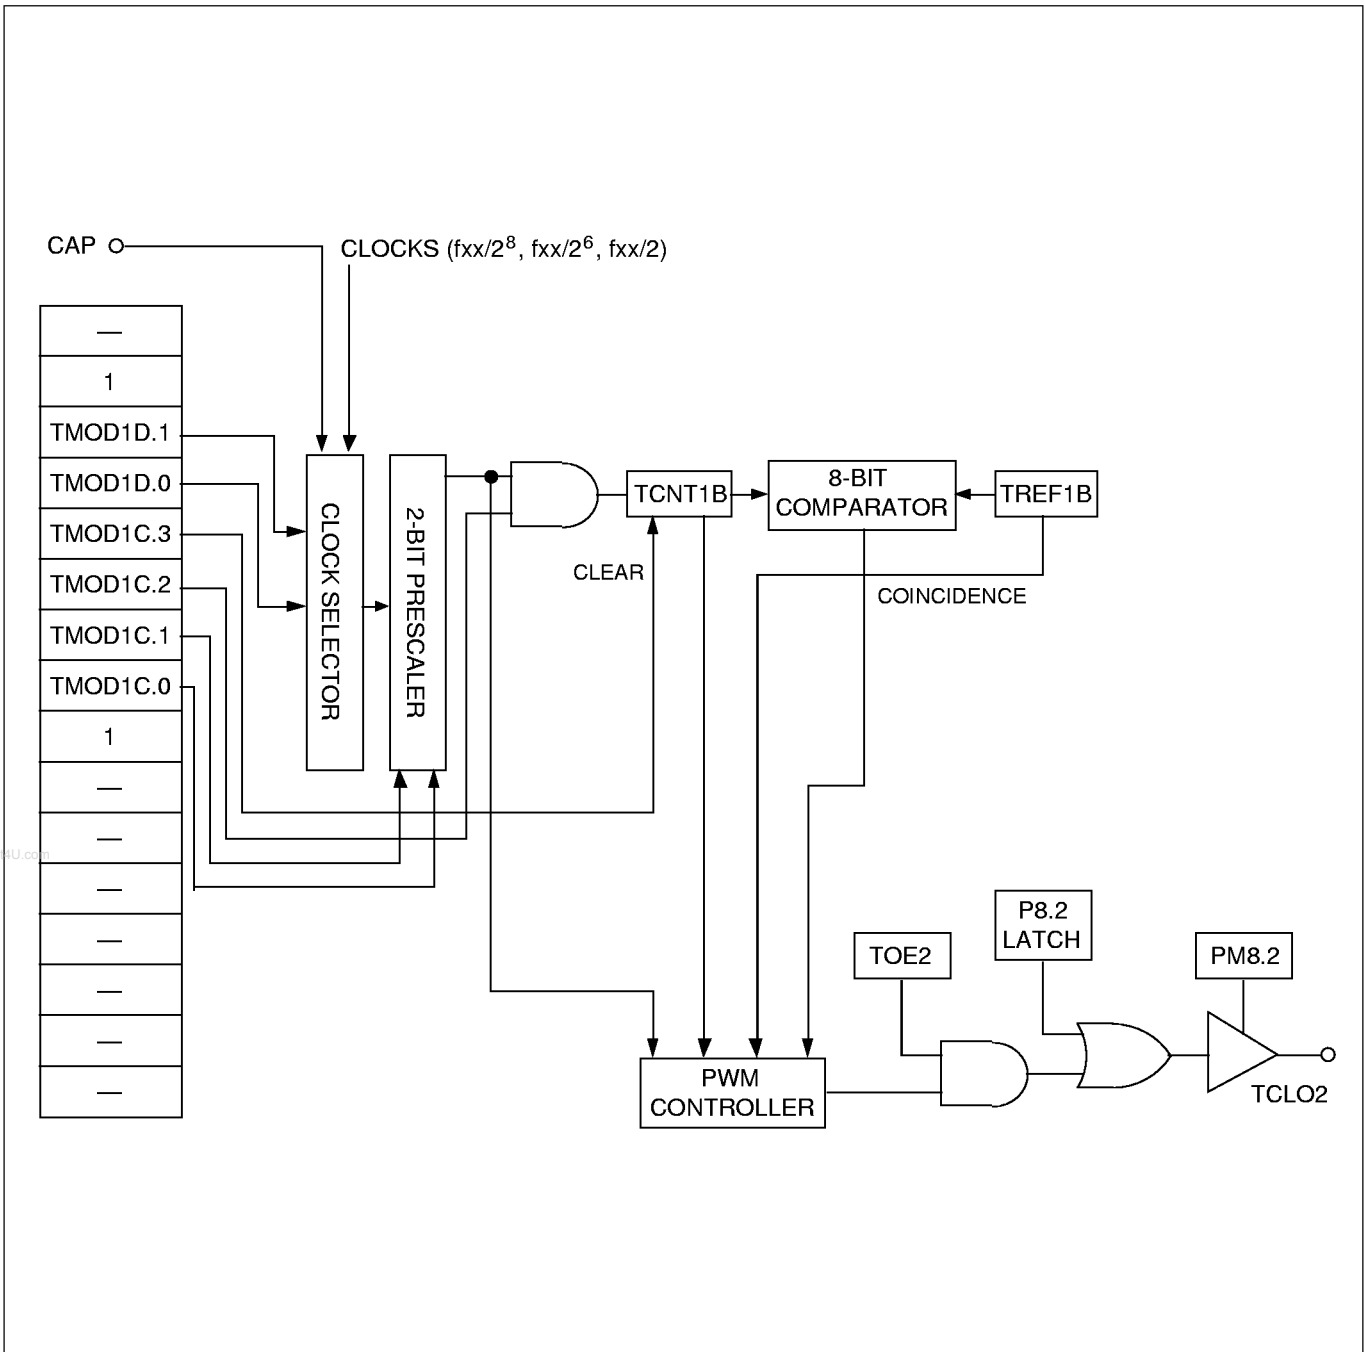 CAP
CLOCKS (fxx/2⁸, fxx/2⁶, fxx/2)
—
1
TMOD1D.1
TMOD1D.0
TMOD1C.3
TMOD1C.2
TMOD1C.1
TMOD1C.0
1
—
—
—
—
—
—
—
CLOCK SELECTOR
2-BIT PRESCALER
TCNT1B
8-BIT
COMPARATOR
TREF1B
CLEAR
COINCIDENCE
t4U.com
P8.2
LATCH
TOE2
PM8.2
PWM
CONTROLLER
TCLO2